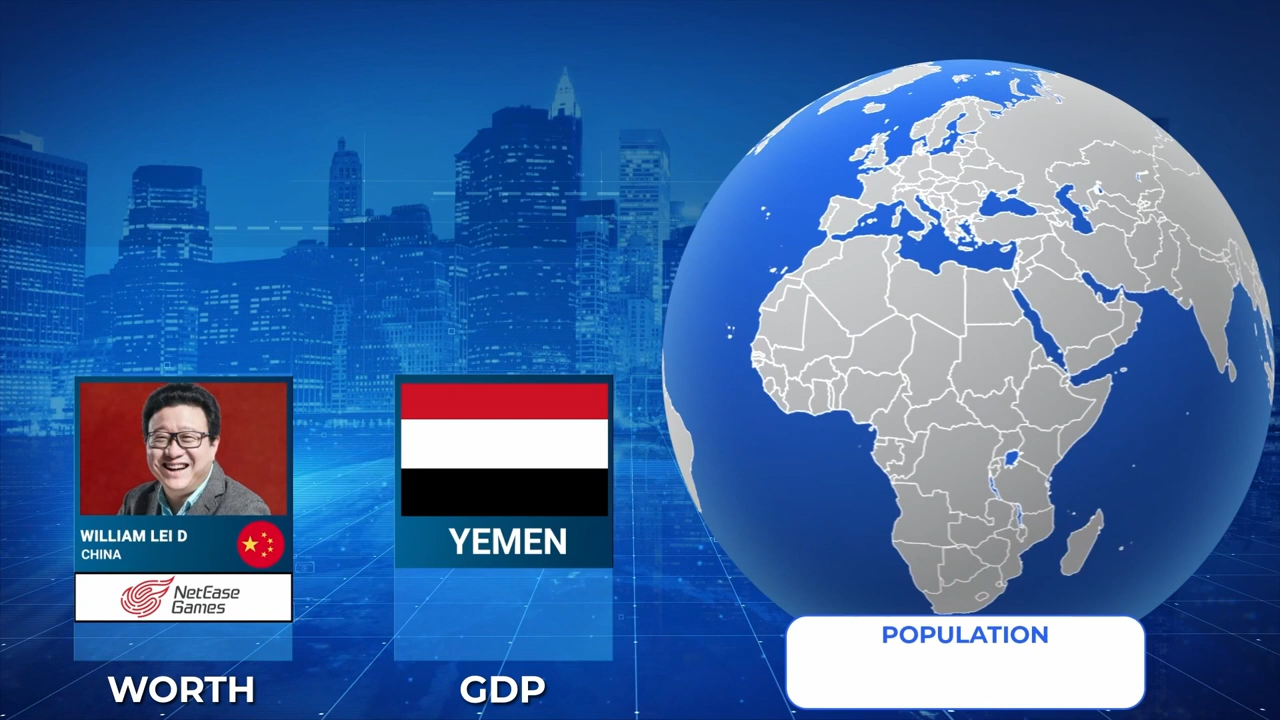 WILLIAM LEI D
CHINA
NetEase
Games
WORTH
YEMEN
GDP
POPULATION